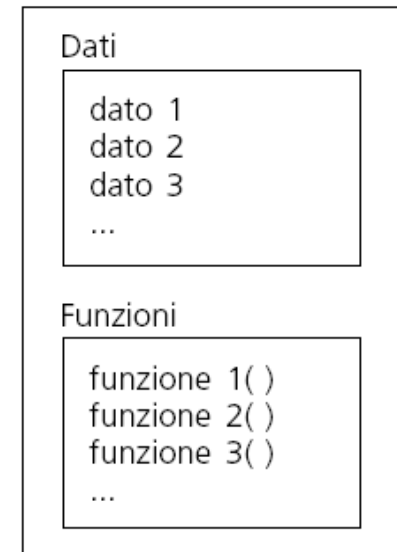 Dati
dato 1
dato 2
dato 3
...
Funzioni
funzione 1( )
funzione 2( )
funzione 3( )
...